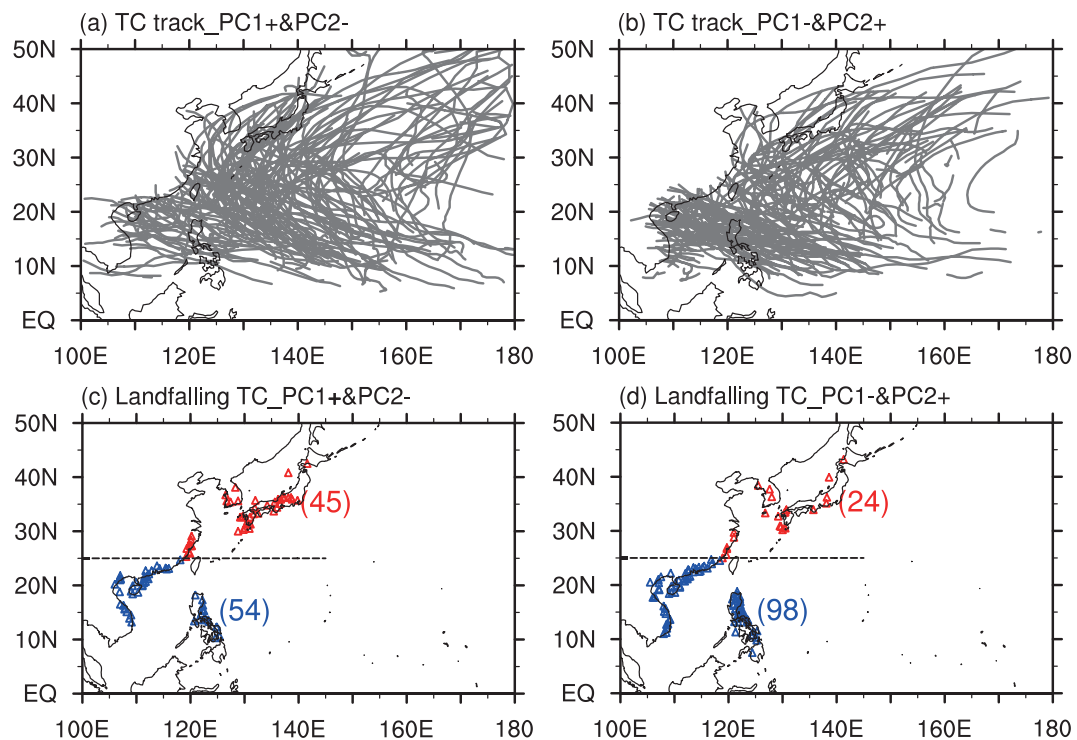 (a) TC track_PC1+&PC2-
(b) TC track_PC1-&PC2+
50N
40N
30N
20N
10N
EQ
100E 120E 140E 160E 180
50N
40N
30N
20N
10N
EQ
100E 120E 140E 160E 180
(c) Landfalling TC_PC1+&PC2-
(d) Landfalling TC_PC1-&PC2+
50N
40N
30N
20N
10N
EQ
(45)
(54)
100E 120E 140E 160E 180
50N
40N
30N
20N
10N
EQ
(24)
(98)
100E 120E 140E 160E 180